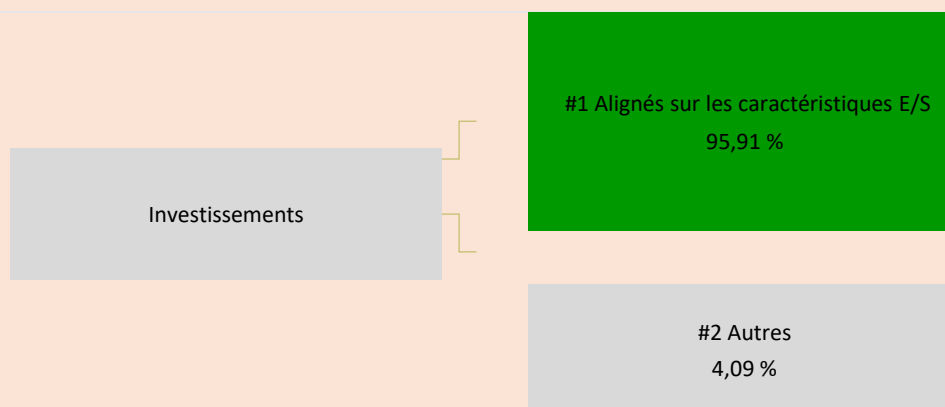 #1 Alignés sur les caractéristiques E/S
95,91 %
Investissements
#2 Autres
4,09 %